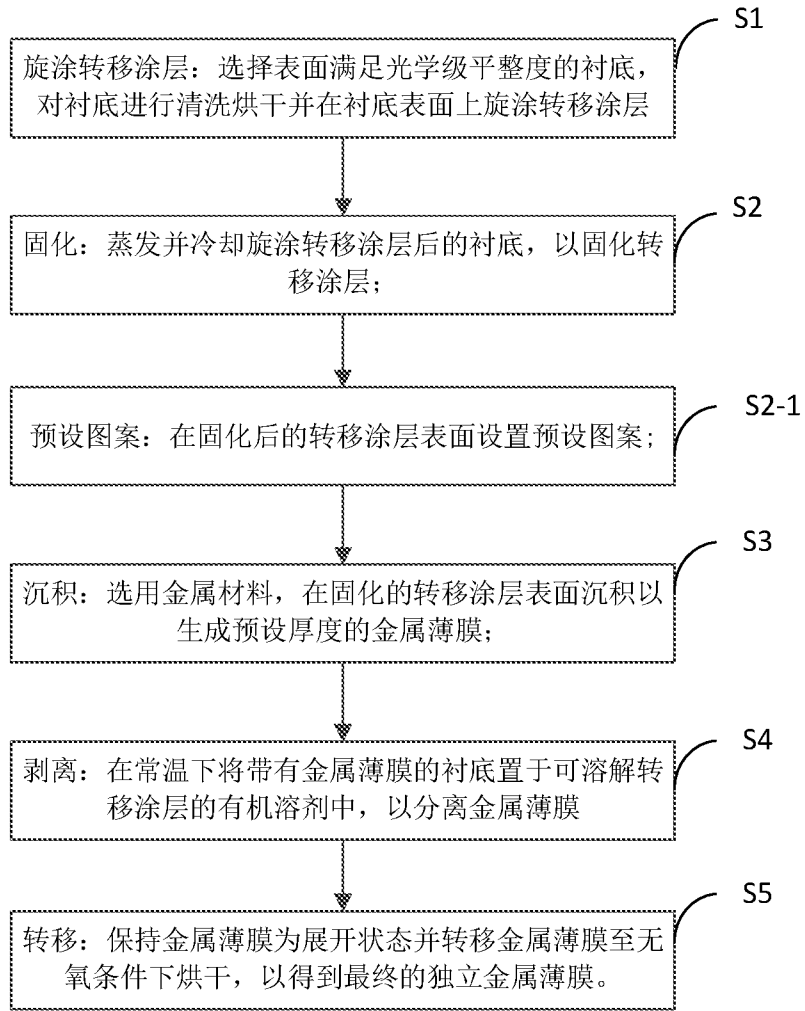 S1
旋涂转移涂层：选择表面满足光学级平整度的衬底，
对衬底进行清洗烘干并在衬底表面上旋涂转移涂层
S2
固化：蒸发并冷却旋涂转移涂层后的衬底，以固化转
移涂层；
S2-1
预设图案：在固化后的转移涂层表面设置预设图案；
S3
沉积：选用金属材料，在固化的转移涂层表面沉积以
生成预设厚度的金属薄膜；
S4
剥离：在常温下将带有金属薄膜的衬底置于可溶解转
移涂层的有机溶剂中，以分离金属薄膜
S5
转移：保持金属薄膜为展开状态并转移金属薄膜至无
氧条件下烘干，以得到最终的独立金属薄膜。